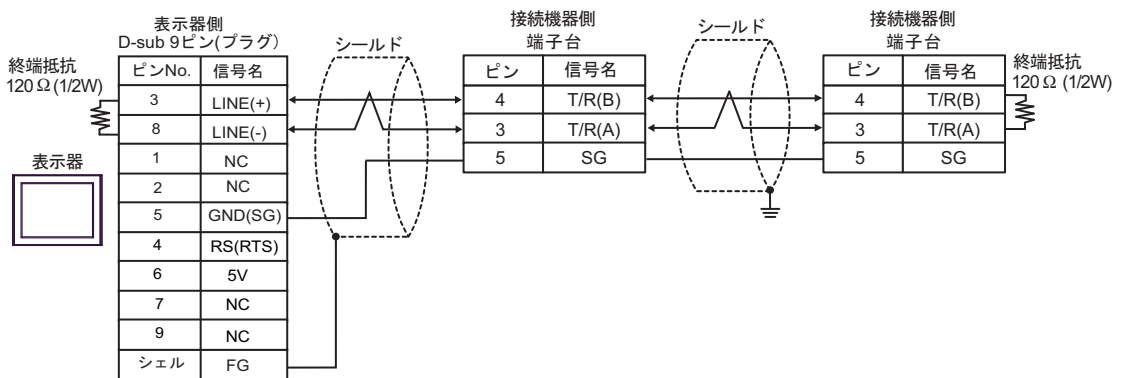 表示器側
D-sub 9ピン(プラグ)
終端抵抗
120Ω(1/2W)
ピンNo. 信号名
3 LINE(+)
8 LINE(-)
1 NC
2 NC
5 GND(SG)
4 RS(RTS)
6 5V
7 NC
9 NC
シェル FG
表示器
シールド
接続機器側
端子台
ピン 信号名
4 T/R(B)
3 T/R(A)
5 SG
シールド
接続機器側
端子台
ピン 信号名
4 T/R(B)
3 T/R(A)
5 SG
終端抵抗
120Ω (1/2W)